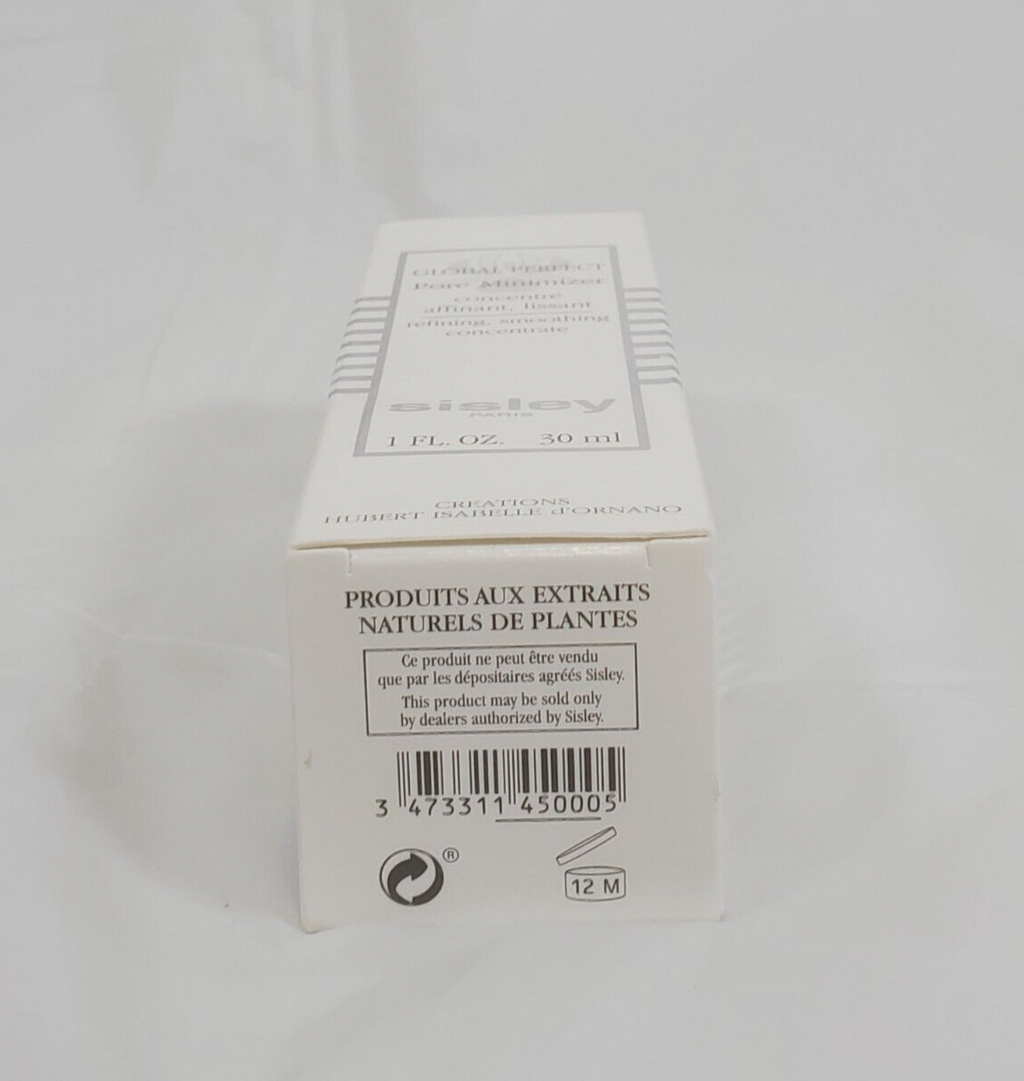 GLOBAL PERFECT
Pore Minimizer
concentré
affinant, lissant
refining, smoothing
concentrate
sisley
PARIS
1 FL. OZ. 30 ml
CREATIONS
HUBERT ISABELLE d'ORNANO
PRODUITS AUX EXTRAITS
NATURELS DE PLANTES
Ce produit ne peut être vendu
que par les dépositaires agréés Sisley.
This product may be sold only
by dealers authorized by Sisley.
3 473311 450005
®
12 M